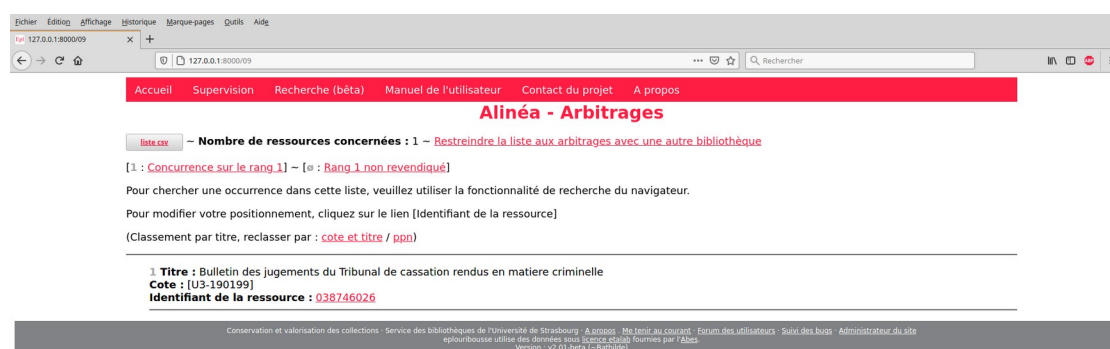 Fichier Édition Affichage Historique Marque-pages Outils Aide
127.0.0.1:8000/09 × +
127.0.0.1:8000/09 ••• Rechercher
Accueil Supervision Recherche (bêta) Manuel de l'utilisateur Contact du projet A propos
Alinéa - Arbitrages
liste csv ~ Nombre de ressources concernées : 1 ~ Restreindre la liste aux arbitrages avec une autre bibliothèque
[1 : Concurrence sur le rang 1] ~ [ø : Rang 1 non revendiqué]
Pour chercher une occurrence dans cette liste, veuillez utiliser la fonctionnalité de recherche du navigateur.
Pour modifier votre positionnement, cliquez sur le lien [Identifiant de la ressource]
(Classement par titre, reclasser par : cote et titre / ppn)
1 Titre : Bulletin des jugements du Tribunal de cassation rendus en matiere criminelle
Cote : [U3-190199]
Identifiant de la ressource : 038746026
Conservation et valorisation des collections · Service des bibliothèques de l'Université de Strasbourg · A propos · Me tenir au courant · Forum des utilisateurs · Suivi des bugs · Administrateur du site
eplouribousse utilise des données sous licence etalab fournies par l'Abes.
Version : v2.01-beta (~Bathilde)